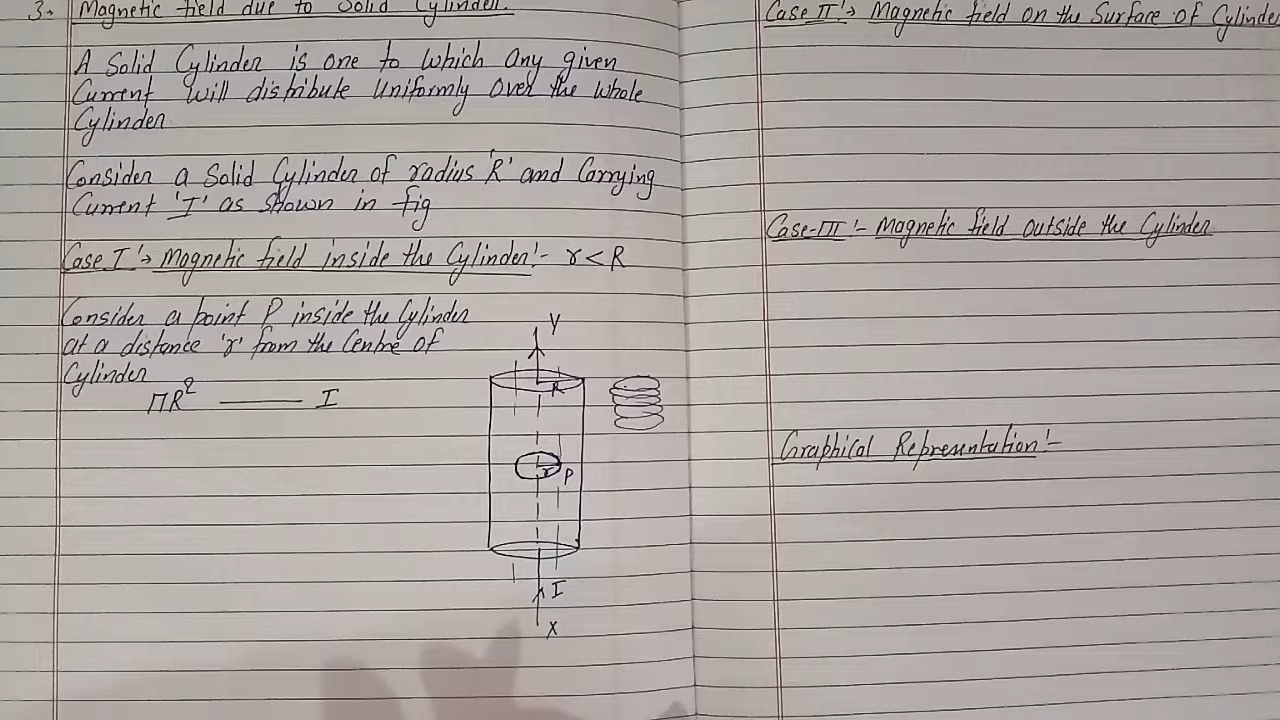 3. Magnetic field due to Solid Cylinder.
A Solid Cylinder is one to which any given
Current will distribute Uniformly over the whole
Cylinder
Consider a Solid Cylinder of radius 'R' and Carrying
Current 'I' as shown in fig
Case I :→ Magnetic field inside the Cylinder:- r < R
Consider a point P inside the Cylinder
at a distance 'r' from the Centre of
Cylinder
πR² —— I
Y
R
r
P
I
X
Case II :→ Magnetic field on the Surface of Cylinde
Case-III :- Magnetic field outside the Cylinder
Graphical Representation:-